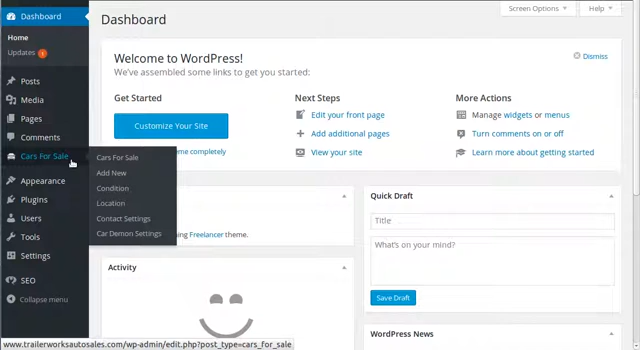 Dashboard
Home
Updates 1
Posts
Media
Pages
Comments
Cars For Sale
Appearance
Plugins
Users
Tools
Settings
SEO
Collapse menu
Cars For Sale
Add New
Condition
Location
Contact Settings
Car Demon Settings
Screen Options
Help
Dashboard
Welcome to WordPress!
We've assembled some links to get you started:
Dismiss
Get Started
Customize Your Site
me completely
Next Steps
Edit your front page
Add additional pages
View your site
More Actions
Manage widgets or menus
Turn comments on or off
Learn more about getting started
ing Freelancer theme.
Activity
Quick Draft
Title
What's on your mind?
Save Draft
WordPress News
www.trailerworksautosales.com/wp-admin/edit.php?post_type=cars_for_sale